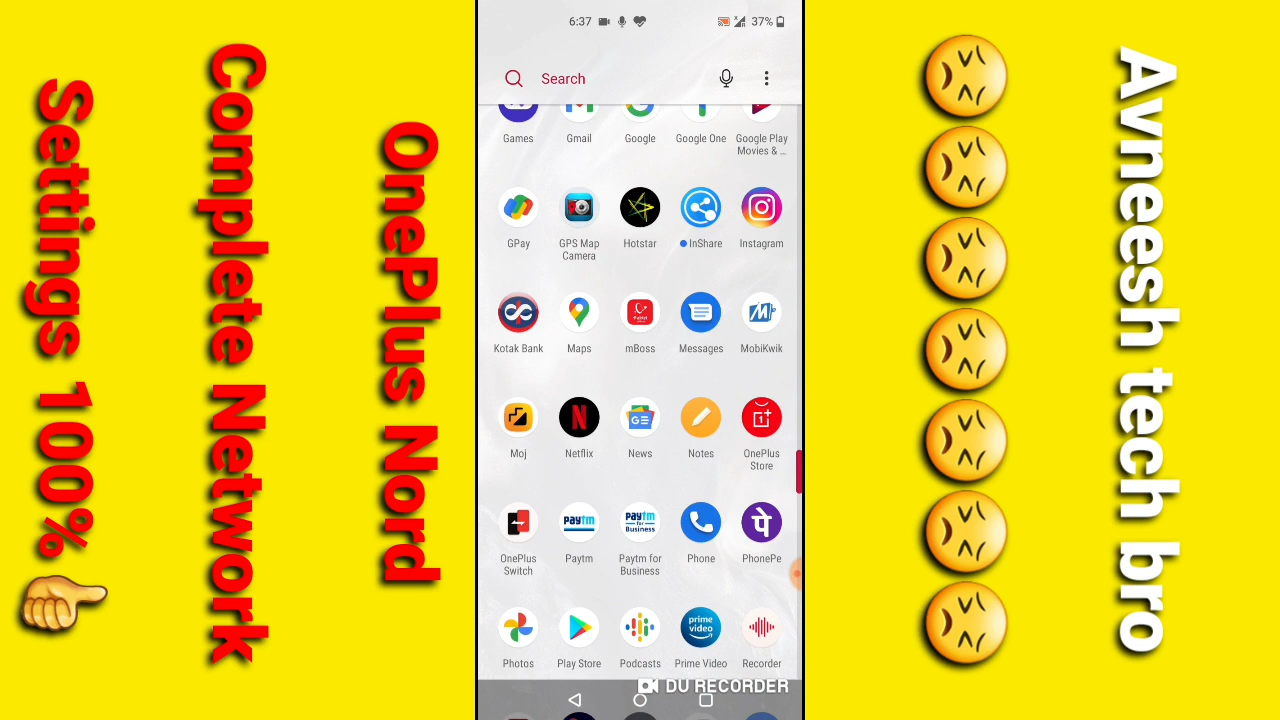 Settings 100%
Complete Network
OnePlus Nord
6:37
37%
Search
Games
Gmail
Google
Google One
Google Play
Movies & …
GPay
GPS Map
Camera
Hotstar
InShare
Instagram
Kotak Bank
Maps
mBoss
Messages
MobiKwik
Moj
Netflix
News
Notes
OnePlus
Store
OnePlus
Switch
Paytm
Paytm for
Business
Phone
PhonePe
Photos
Play Store
Podcasts
prime
video
Prime Video
Recorder
DU RECORDER
Avneesh tech bro